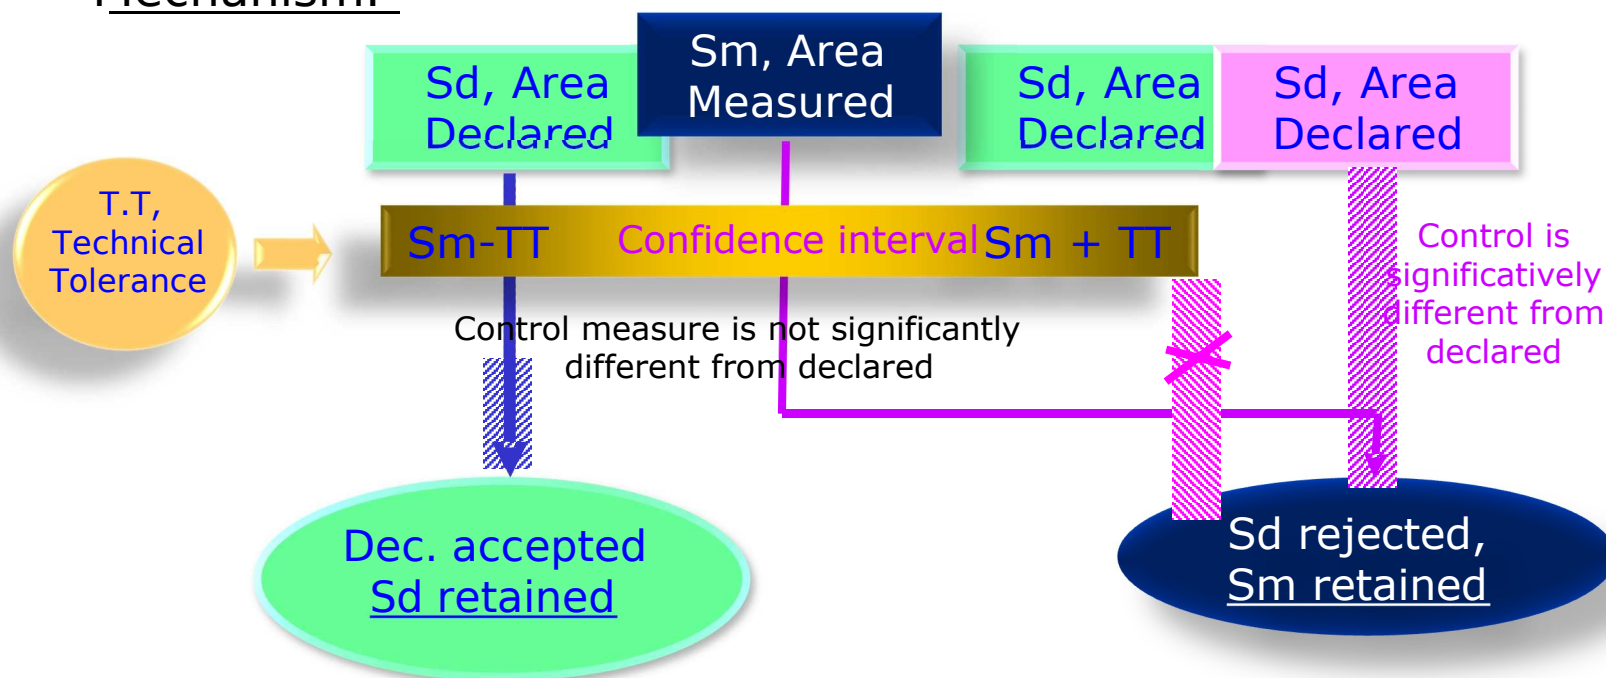 Mechanism:
Sd, Area
Declared
Sm, Area
Measured
Sd, Area
Declared
Sd, Area
Declared
T.T,
Technical
Tolerance
Sm-TT
Confidence interval
Sm + TT
Control is
significatively
different from
declared
Control measure is not significantly
different from declared
Dec. accepted
Sd retained
Sd rejected,
Sm retained